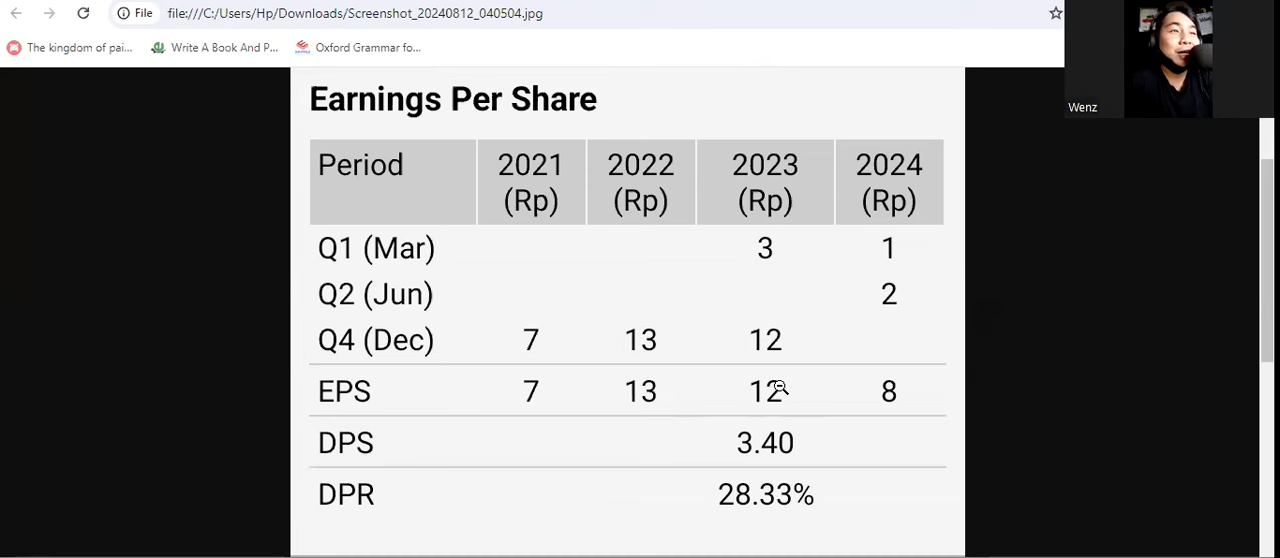 File file:///C:/Users/Hp/Downloads/Screenshot_20240812_040504.jpg
The kingdom of pai... Write A Book And P... Oxford Grammar fo...
Wenz
Earnings Per Share
Period 2021 (Rp) 2022 (Rp) 2023 (Rp) 2024 (Rp)
Q1 (Mar) 3 1
Q2 (Jun) 2
Q4 (Dec) 7 13 12
EPS 7 13 12 8
DPS 3.40
DPR 28.33%